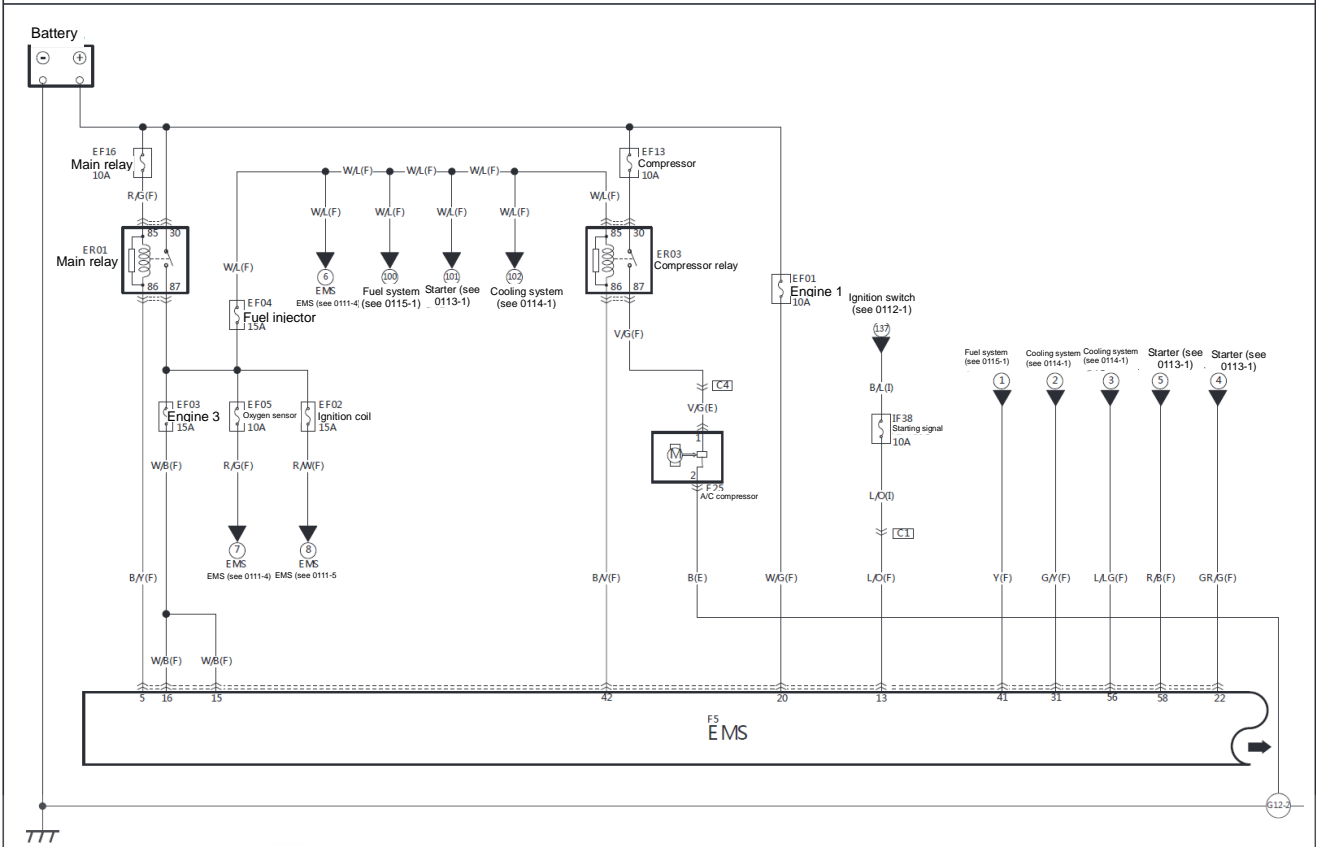 Battery
- +
EF16
Main relay
10A
R/G(F)
85 30
ER01
Main relay
86 87
W/L(F) W/L(F) W/L(F)
W/L(F) W/L(F) W/L(F) W/L(F)
6 100 101 102
EMS
EMS (see 0111-4)
Fuel system
(see 0115-1)
Starter (see
0113-1)
Cooling system
(see 0114-1)
W/L(F)
EF04
Fuel injector
15A
EF13
Compressor
10A
W/L(F)
85 30
ER03
Compressor relay
86 87
V/G(F)
C4
V/G(E)
1
M
2
A/C compressor
EF01
Engine 1
10A
Ignition switch
(see 0112-1)
137
B/L(I)
IF38
Starting signal
10A
L/O(I)
C1
Fuel system
(see 0115-1)
1
Cooling system
(see 0114-1)
2
Cooling system
(see 0114-1)
3
Starter (see
0113-1)
5
Starter (see
0113-1)
4
EF03
Engine 3
15A
EF05
Oxygen sensor
10A
EF02
Ignition coil
15A
W/B(F) R/G(F) R/W(F)
7 8
EMS EMS
EMS (see 0111-4) EMS (see 0111-5
B/Y(F) B/V(F) B(E) W/G(F) L/O(F) Y(F) G/Y(F) L/LG(F) R/B(F) GR/G(F)
W/B(F) W/B(F)
5 16 15 42 20 13 41 31 56 58 22
F5
EMS
G12-2